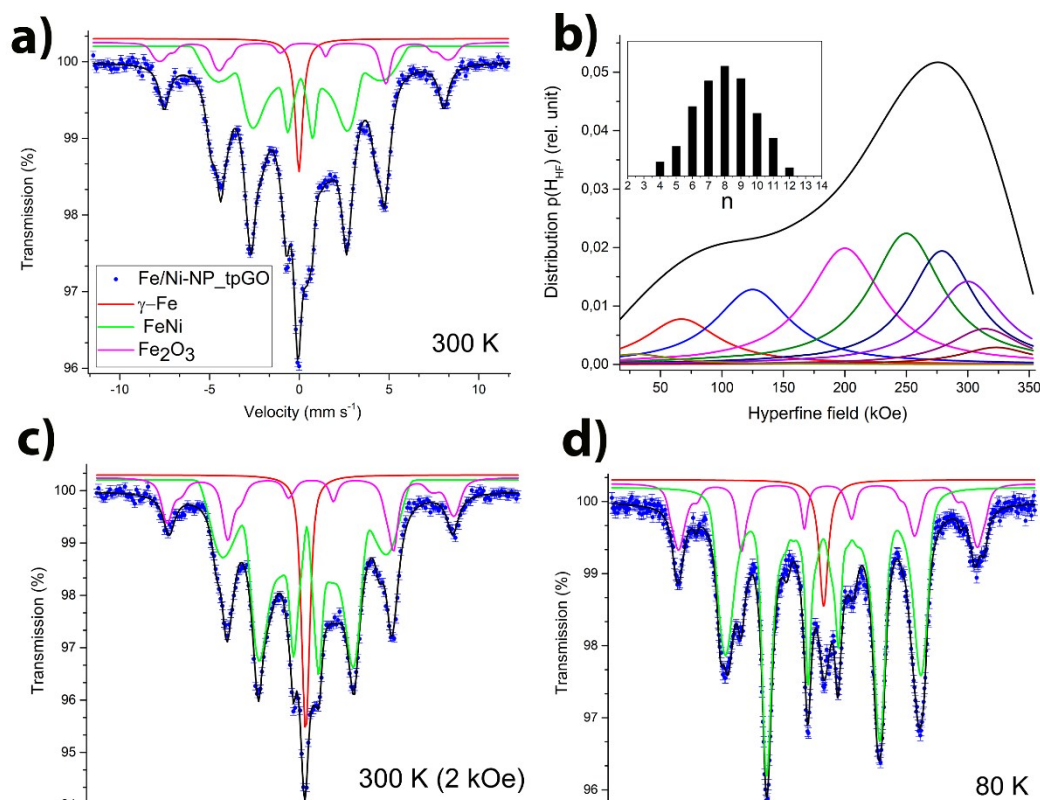 a)
100
99
98
97
96
Transmission (%)
Fe/Ni-NP_tpGO
γ–Fe
FeNi
Fe2O3
300 K
-10 -5 0 5 10
Velocity (mm s-1)
b)
0,05
0,04
0,03
0,02
0,01
0,00
Distribution p(HHF) (rel. unit)
2 3 4 5 6 7 8 9 10 11 12 13 14
n
50 100 150 200 250 300 350
Hyperfine field (kOe)
c)
100
99
98
97
96
95
Transmission (%)
300 K (2 kOe)
d)
100
99
98
97
96
Transmission (%)
80 K